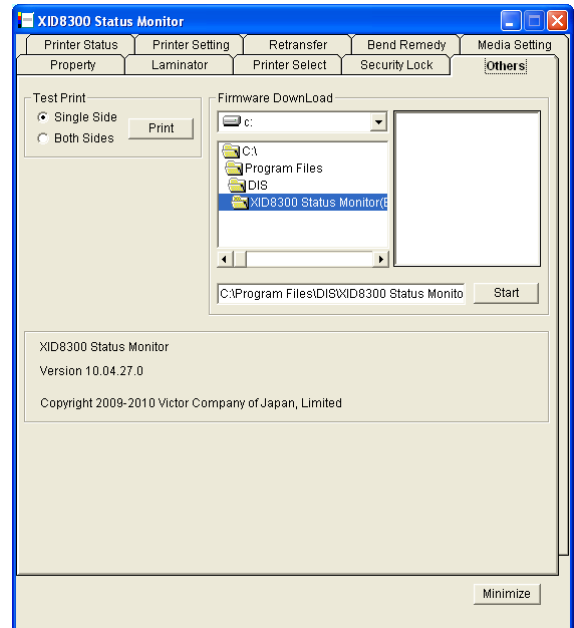 XID8300 Status Monitor
Printer Status Printer Setting Retransfer Bend Remedy Media Setting
Property Laminator Printer Select Security Lock Others
Test Print
Single Side
Both Sides
Print
Firmware DownLoad
c:
C:\
Program Files
DIS
XID8300 Status Monitor(E
C:\Program Files\DIS\XID8300 Status Monito
Start
XID8300 Status Monitor
Version 10.04.27.0
Copyright 2009-2010 Victor Company of Japan, Limited
Minimize